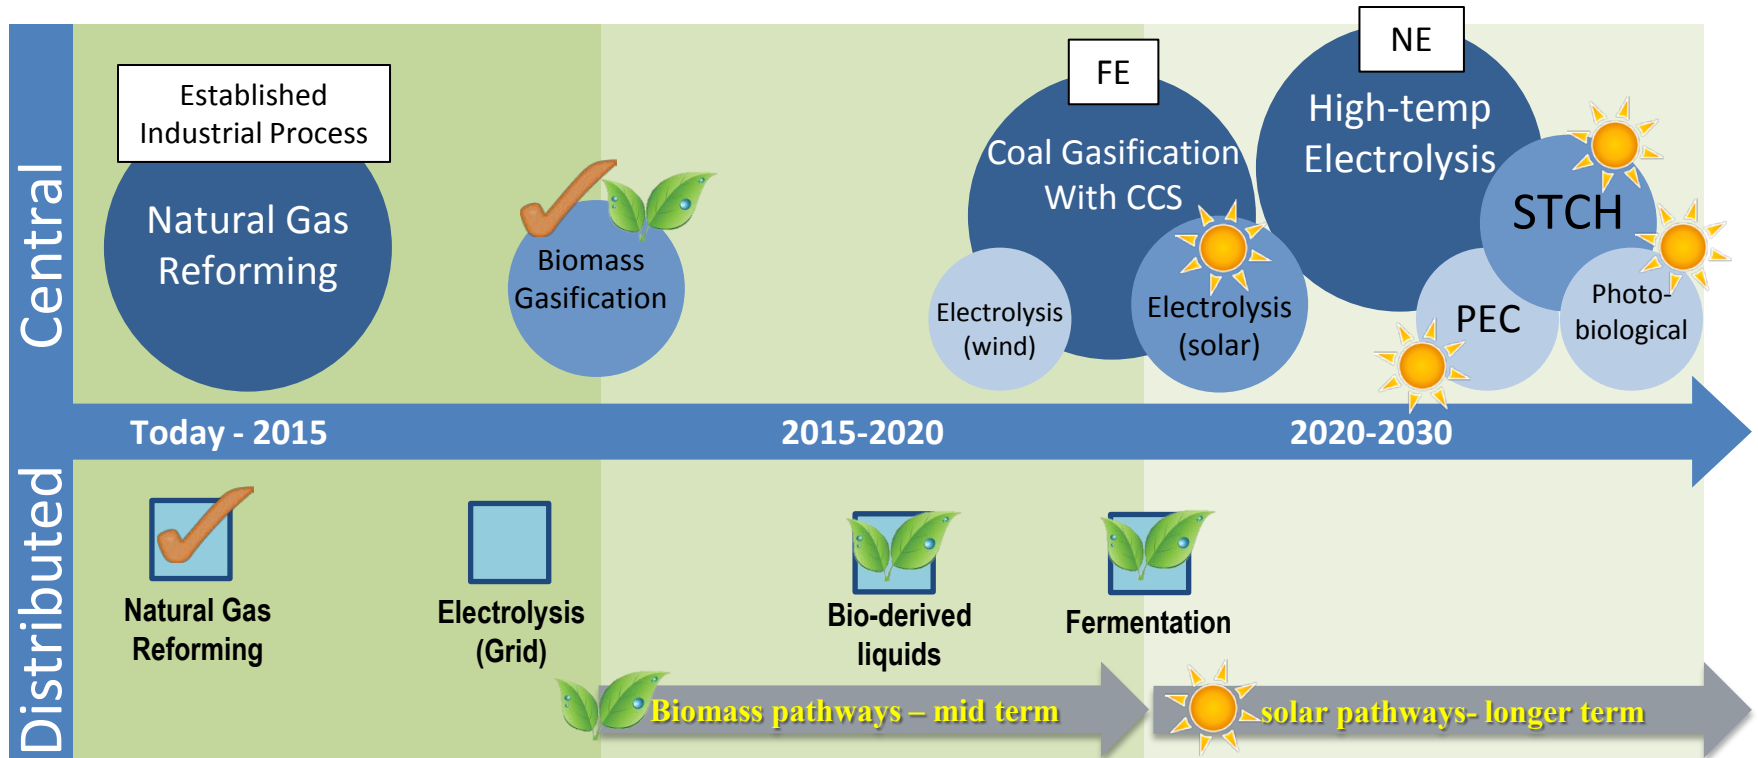 Central
Established
Industrial Process
Natural Gas
Reforming
Biomass
Gasification
FE
Coal Gasification
With CCS
Electrolysis
(wind)
Electrolysis
(solar)
NE
High-temp
Electrolysis
STCH
PEC
Photo-
biological
Today - 2015
2015-2020
2020-2030
Distributed
Natural Gas
Reforming
Electrolysis
(Grid)
Bio-derived
liquids
Fermentation
Biomass pathways – mid term
solar pathways- longer term